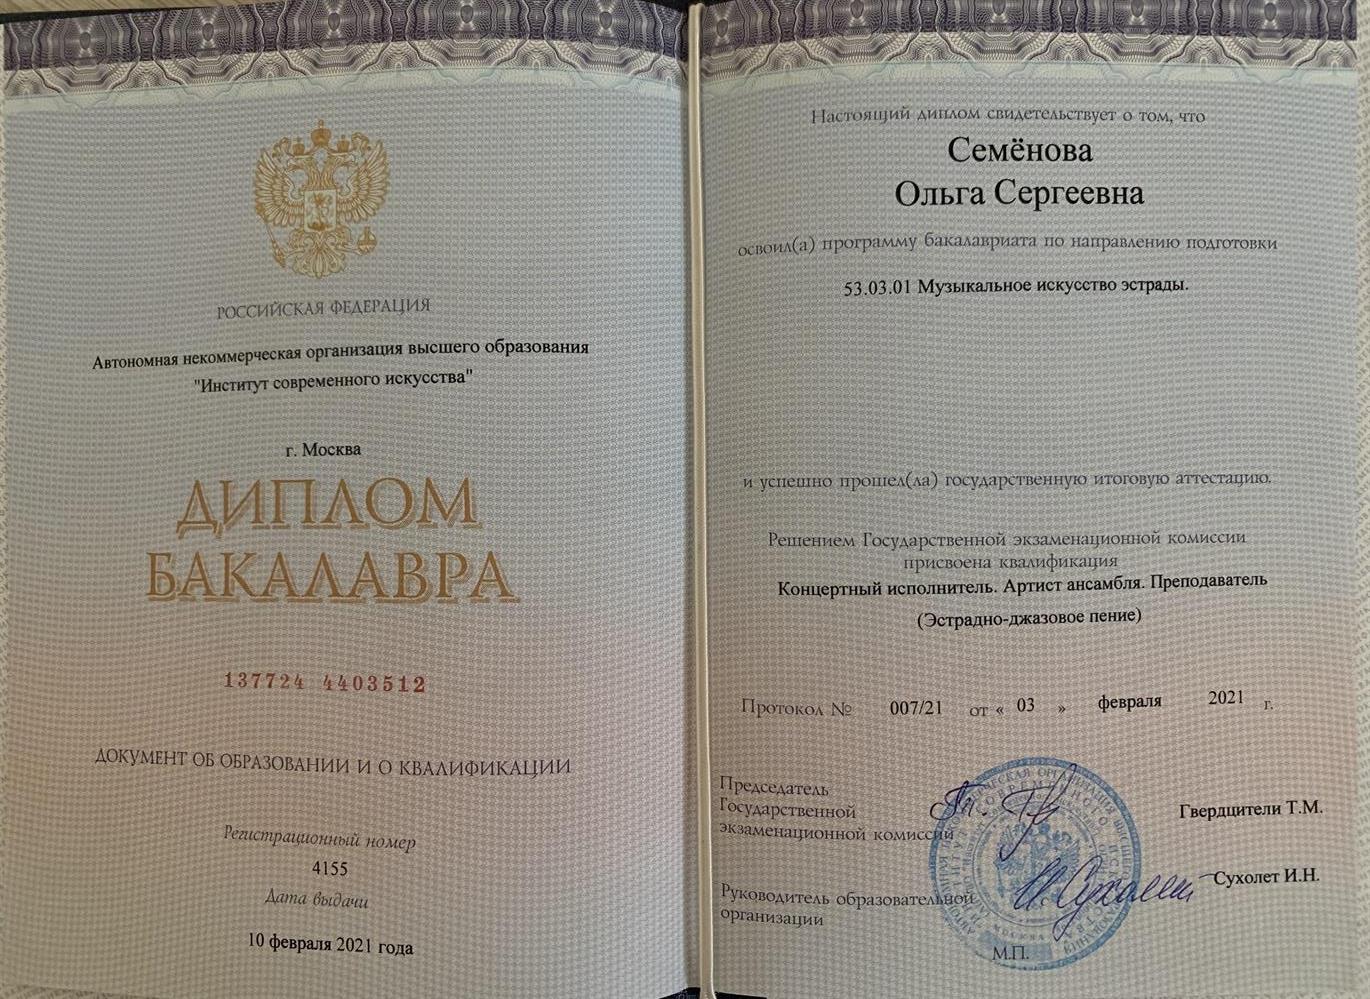 РОССИЙСКАЯ ФЕДЕРАЦИЯ
Автономная некоммерческая организация высшего образования
"Институт современного искусства"
г. Москва
ДИПЛОМ
БАКАЛАВРА
137724 4403512
ДОКУМЕНТ ОБ ОБРАЗОВАНИИ И О КВАЛИФИКАЦИИ
Регистрационный номер
4155
Дата выдачи
10 февраля 2021 года
Настоящий диплом свидетельствует о том, что
Семёнова
Ольга Сергеевна
освоил(а) программу бакалавриата по направлению подготовки
53.03.01 Музыкальное искусство эстрады.
и успешно прошел(ла) государственную итоговую аттестацию.
Решением Государственной экзаменационной комиссии
присвоена квалификация
Концертный исполнитель. Артист ансамбля. Преподаватель
(Эстрадно-джазовое пение)
Протокол № 007/21 от « 03 » февраля 2021 г.
Председатель
Государственной
экзаменационной комиссии
Гвердцители Т.М.
Руководитель образовательной
организации
Сухолет И.Н.
М.П.